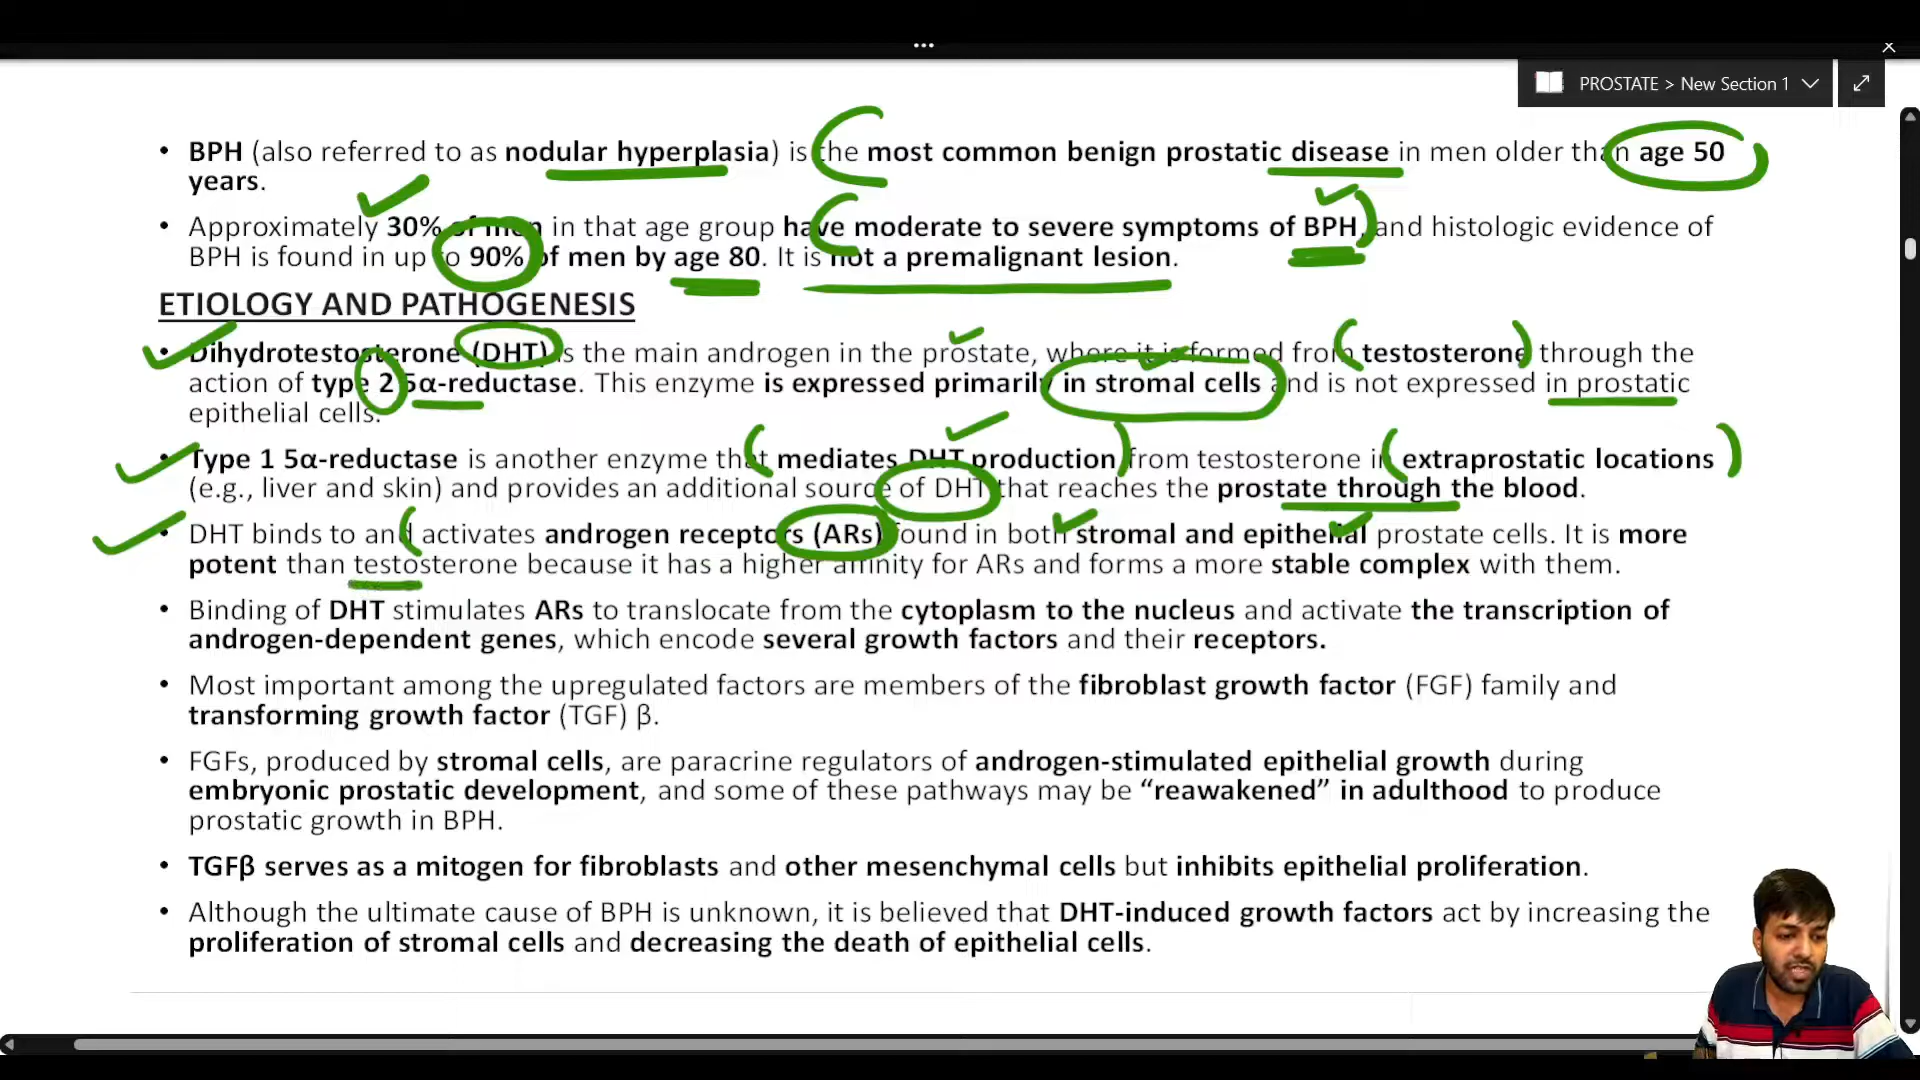 PROSTATE > New Section 1
• BPH (also referred to as nodular hyperplasia) is the most common benign prostatic disease in men older than age 50
years.
• Approximately 30% of men in that age group have moderate to severe symptoms of BPH, and histologic evidence of
BPH is found in up to 90% of men by age 80. It is not a premalignant lesion.
ETIOLOGY AND PATHOGENESIS
• Dihydrotestosterone (DHT) is the main androgen in the prostate, where it is formed from testosterone through the
action of type 2 5α-reductase. This enzyme is expressed primarily in stromal cells and is not expressed in prostatic
epithelial cells.
• Type 1 5α-reductase is another enzyme that mediates DHT production from testosterone in extraprostatic locations
(e.g., liver and skin) and provides an additional source of DHT that reaches the prostate through the blood.
• DHT binds to and activates androgen receptors (ARs) found in both stromal and epithelial prostate cells. It is more
potent than testosterone because it has a higher affinity for ARs and forms a more stable complex with them.
• Binding of DHT stimulates ARs to translocate from the cytoplasm to the nucleus and activate the transcription of
androgen-dependent genes, which encode several growth factors and their receptors.
• Most important among the upregulated factors are members of the fibroblast growth factor (FGF) family and
transforming growth factor (TGF) β.
• FGFs, produced by stromal cells, are paracrine regulators of androgen-stimulated epithelial growth during
embryonic prostatic development, and some of these pathways may be “reawakened” in adulthood to produce
prostatic growth in BPH.
• TGFβ serves as a mitogen for fibroblasts and other mesenchymal cells but inhibits epithelial proliferation.
• Although the ultimate cause of BPH is unknown, it is believed that DHT-induced growth factors act by increasing the
proliferation of stromal cells and decreasing the death of epithelial cells.